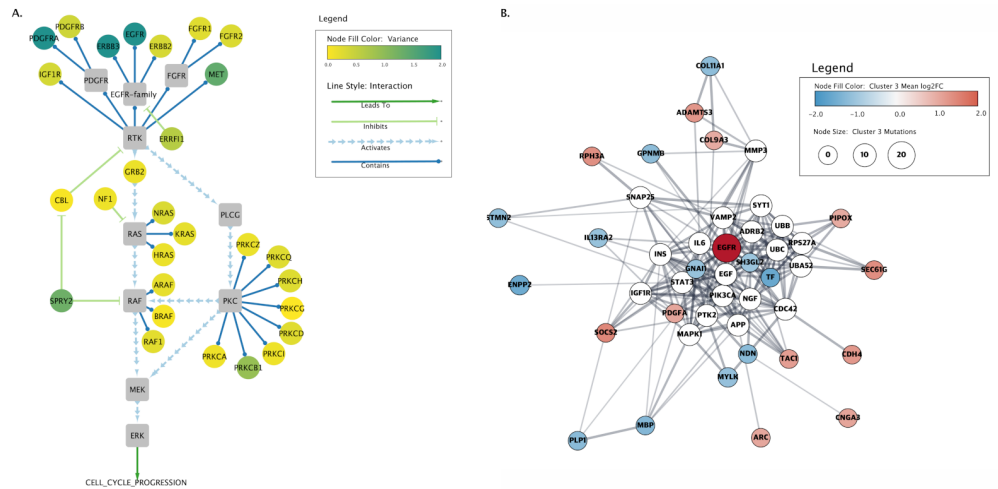 A.
PDGFRB
PDGFRA
EGFR
ERBB3
ERBB2
FGFR1
FGFR2
IGF1R
PDGFR
FGFR
MET
EGFR-family
RTK
ERRFI1
GRB2
CBL
NF1
NRAS
KRAS
HRAS
RAS
PLCG
PRKCZ
PRKCQ
PRKCH
PRKCG
PRKCD
PRKCI
PRKCB1
PRKCA
PKC
SPRY2
RAF
ARAF
BRAF
RAF1
MEK
ERK
CELL_CYCLE_PROGRESSION
Legend
Node Fill Color: Variance
0.0 0.5 1.0 1.5 2.0
Line Style: Interaction
Leads To
Inhibits
Activates
Contains
B.
COL11A1
ADAMTS3
COL9A3
GPNMB
RPH3A
MMP3
SNAP25
SYT1
VAMP2
UBB
PIPOX
STMN2
IL13RA2
ADRB2
RPS27A
IL6
EGFR
UBC
INS
SH3GL2
GNAI1
UBA52
SEC61G
EGF
TF
ENPP2
STAT3
IGF1R
PIK3CA
NGF
CDC42
PDGFA
PTK2
APP
SOCS2
MAPK1
NDN
TAC1
CDH4
MYLK
CNGA3
MBP
PLP1
ARC
Legend
Node Fill Color: Cluster 3 Mean log2FC
-2.0 -1.0 0.0 1.0 2.0
Node Size: Cluster 3 Mutations
0 10 20